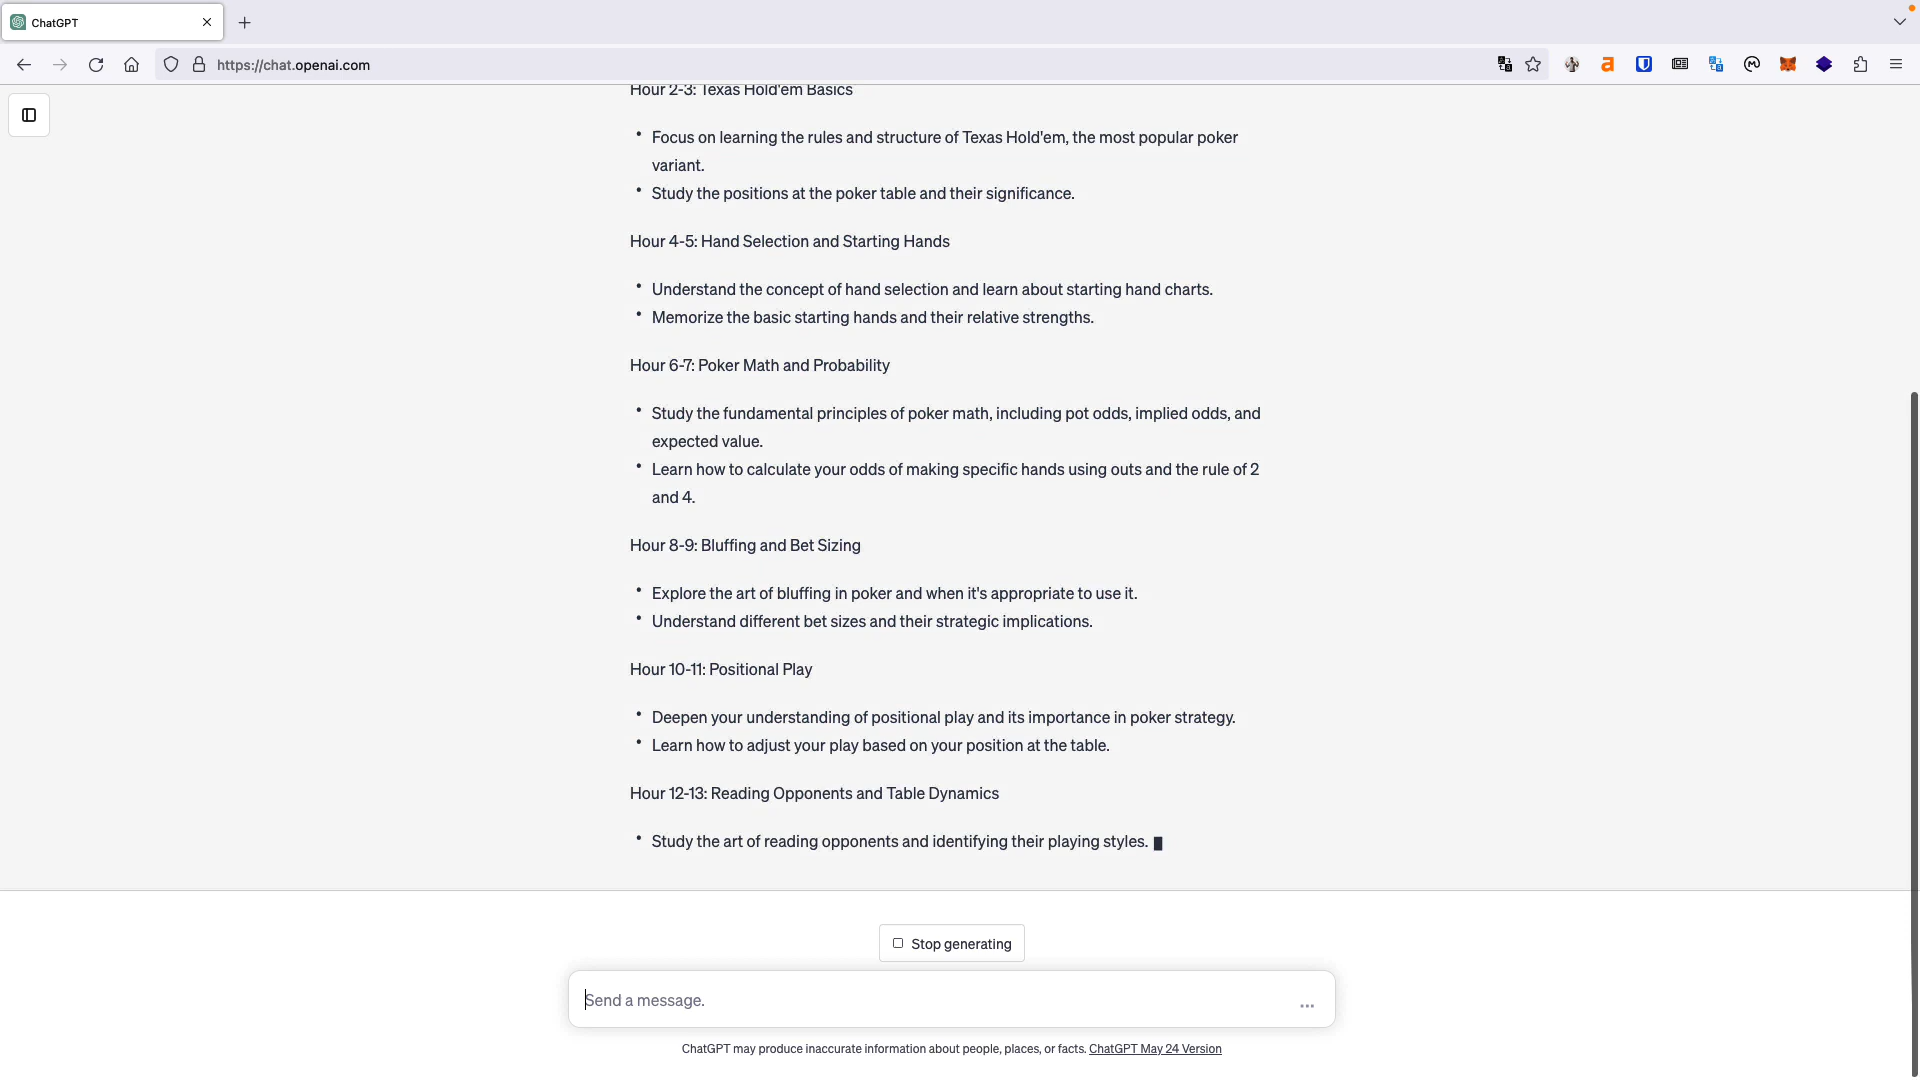 ChatGPT
https://chat.openai.com
Hour 2-3: Texas Hold'em Basics
• Focus on learning the rules and structure of Texas Hold'em, the most popular poker
variant.
• Study the positions at the poker table and their significance.
Hour 4-5: Hand Selection and Starting Hands
• Understand the concept of hand selection and learn about starting hand charts.
• Memorize the basic starting hands and their relative strengths.
Hour 6-7: Poker Math and Probability
• Study the fundamental principles of poker math, including pot odds, implied odds, and
expected value.
• Learn how to calculate your odds of making specific hands using outs and the rule of 2
and 4.
Hour 8-9: Bluffing and Bet Sizing
• Explore the art of bluffing in poker and when it's appropriate to use it.
• Understand different bet sizes and their strategic implications.
Hour 10-11: Positional Play
• Deepen your understanding of positional play and its importance in poker strategy.
• Learn how to adjust your play based on your position at the table.
Hour 12-13: Reading Opponents and Table Dynamics
• Study the art of reading opponents and identifying their playing styles.
Stop generating
Send a message.
ChatGPT may produce inaccurate information about people, places, or facts. ChatGPT May 24 Version